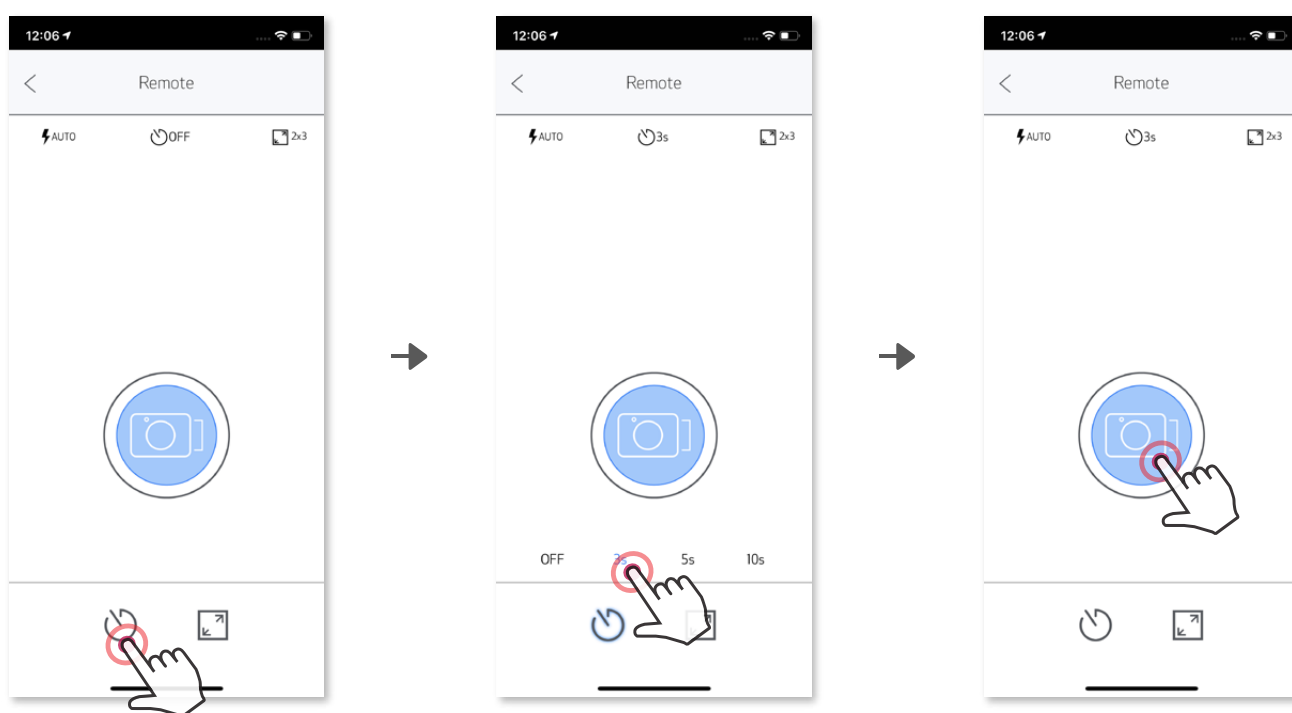 12:06
Remote
AUTO OFF 2x3
12:06
Remote
AUTO 3s 2x3
OFF 3s 5s 10s
12:06
Remote
AUTO 3s 2x3